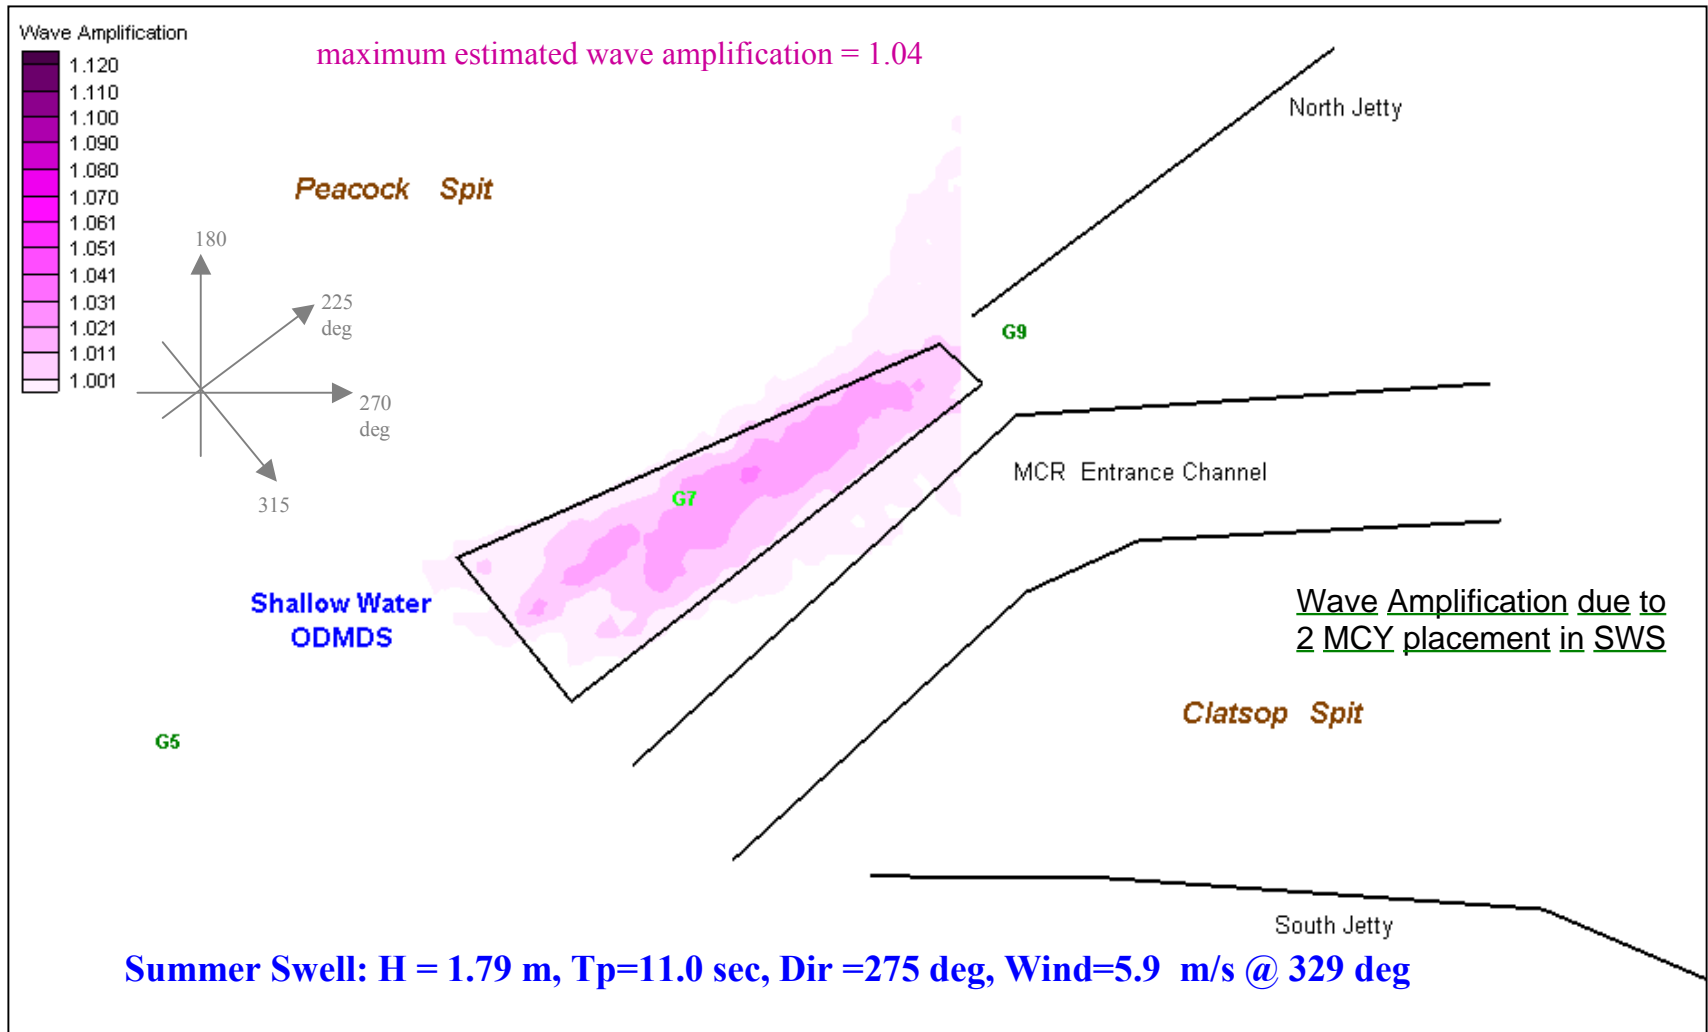 Wave Amplification
1.120
1.110
1.100
1.090
1.080
1.070
1.061
1.051
1.041
1.031
1.021
1.011
1.001
maximum estimated wave amplification = 1.04
North Jetty
Peacock Spit
180
225
deg
270
deg
315
G9
G7
MCR Entrance Channel
Shallow Water
ODMDS
Wave Amplification due to
2 MCY placement in SWS
Clatsop Spit
G5
South Jetty
Summer Swell: H = 1.79 m, Tp=11.0 sec, Dir =275 deg, Wind=5.9 m/s @ 329 deg